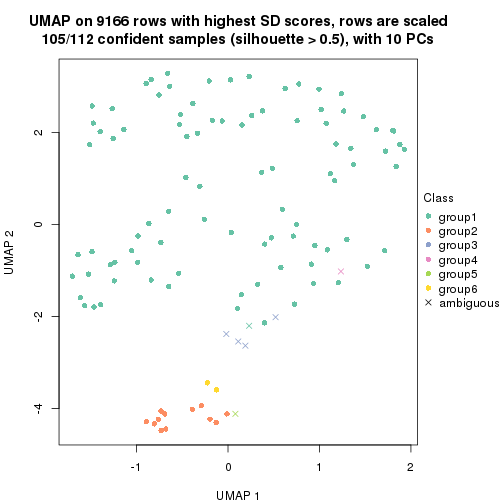 UMAP on 9166 rows with highest SD scores, rows are scaled
105/112 confident samples (silhouette > 0.5), with 10 PCs
2
0
-2
-4
UMAP 2
-1
0
1
2
UMAP 1
Class
group1
group2
group3
group4
group5
group6
ambiguous